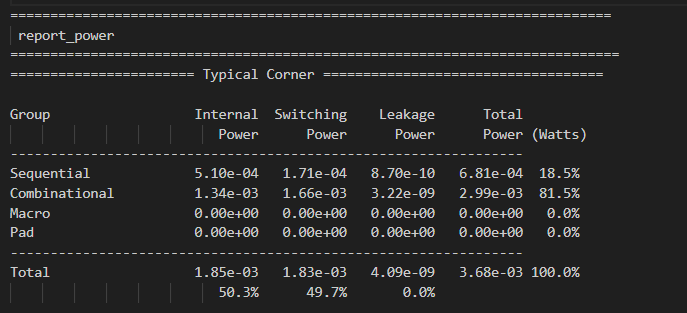 ===========================================================================
report_power
============================================================================
======================= Typical Corner ===================================
Group                  Internal  Switching    Leakage      Total
                          Power      Power      Power      Power (Watts)
----------------------------------------------------------------
Sequential             5.10e-04   1.71e-04   8.70e-10   6.81e-04  18.5%
Combinational          1.34e-03   1.66e-03   3.22e-09   2.99e-03  81.5%
Macro                  0.00e+00   0.00e+00   0.00e+00   0.00e+00   0.0%
Pad                    0.00e+00   0.00e+00   0.00e+00   0.00e+00   0.0%
----------------------------------------------------------------
Total                  1.85e-03   1.83e-03   4.09e-09   3.68e-03 100.0%
                          50.3%      49.7%       0.0%